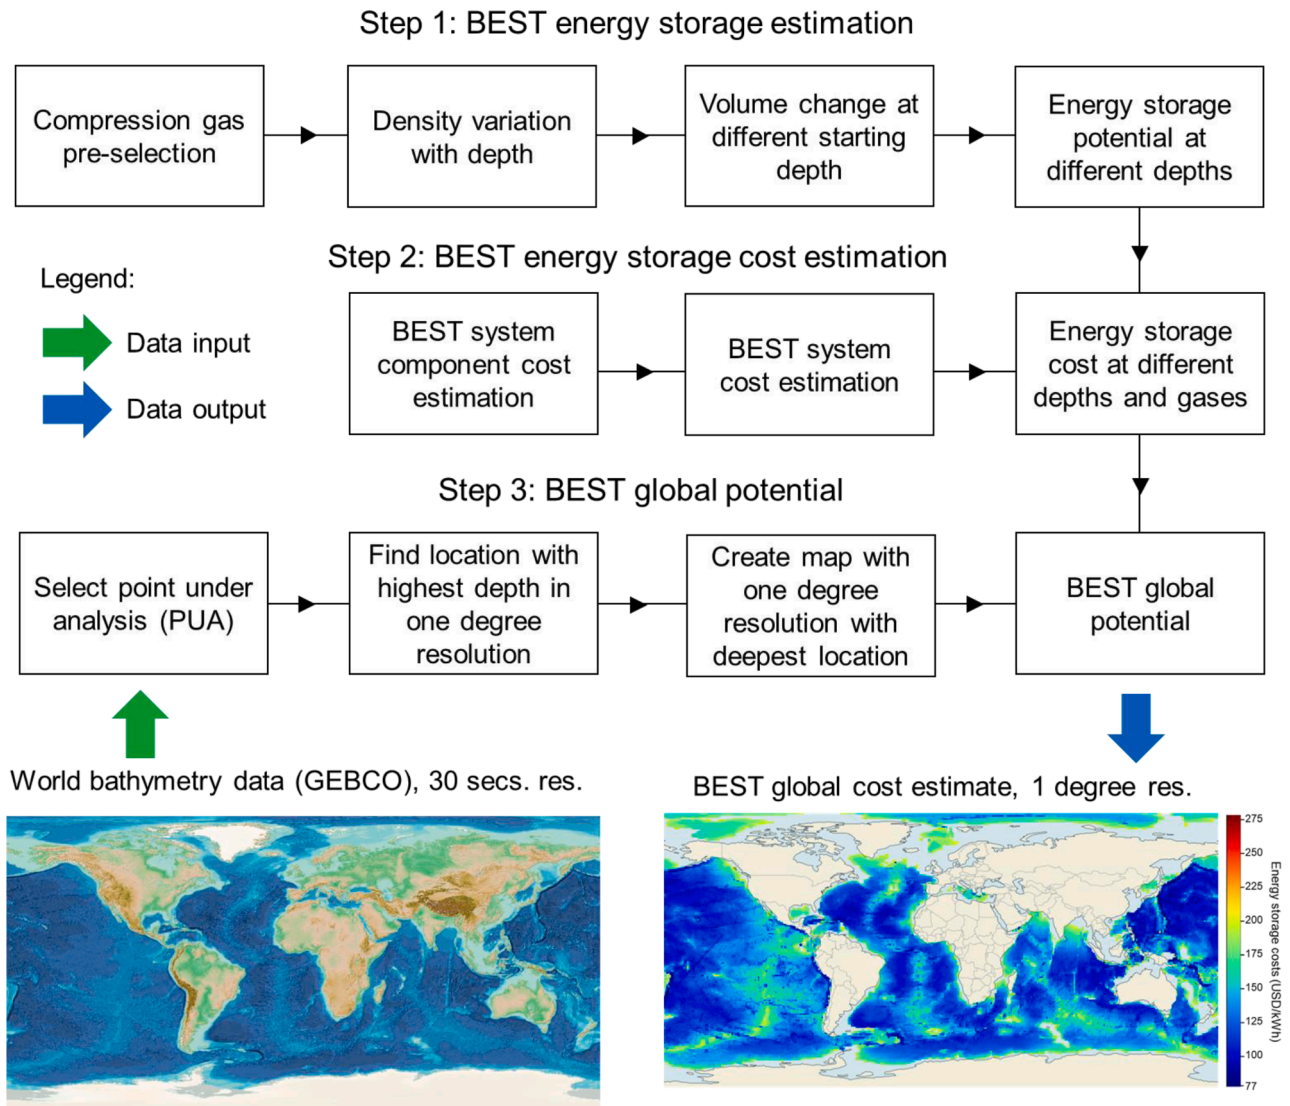 Step 1: BEST energy storage estimation
Compression gas
pre-selection
Density variation
with depth
Volume change at
different starting
depth
Energy storage
potential at
different depths
Step 2: BEST energy storage cost estimation
Legend:
Data input
Data output
BEST system
component cost
estimation
BEST system
cost estimation
Energy storage
cost at different
depths and gases
Step 3: BEST global potential
Select point under
analysis (PUA)
Find location with
highest depth in
one degree
resolution
Create map with
one degree
resolution with
deepest location
BEST global
potential
World bathymetry data (GEBCO), 30 secs. res.
BEST global cost estimate, 1 degree res.
275
250
225
200
175
150
125
100
77
Energy storage costs (USD/kWh)